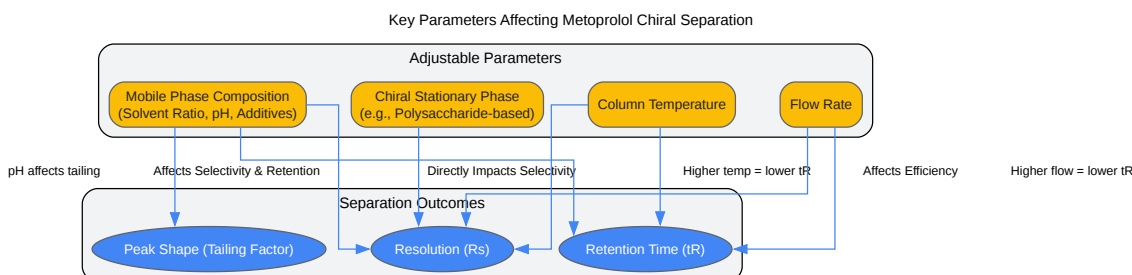 Key Parameters Affecting Metoprolol Chiral Separation
Adjustable Parameters
Mobile Phase Composition
(Solvent Ratio, pH, Additives)
Chiral Stationary Phase
(e.g., Polysaccharide-based)
Column Temperature
Flow Rate
pH affects tailing
Affects Selectivity & Retention
Directly Impacts Selectivity
Higher temp = lower tR
Affects Efficiency
Higher flow = lower tR
Separation Outcomes
Peak Shape (Tailing Factor)
Resolution (Rs)
Retention Time (tR)